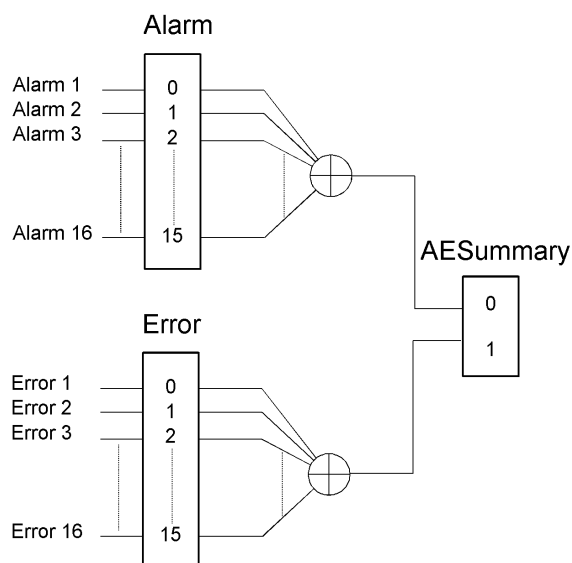 Alarm
Alarm 1
0
Alarm 2
1
Alarm 3
2
Alarm 16
15
AESummary
0
1
Error
Error 1
0
Error 2
1
Error 3
2
Error 16
15